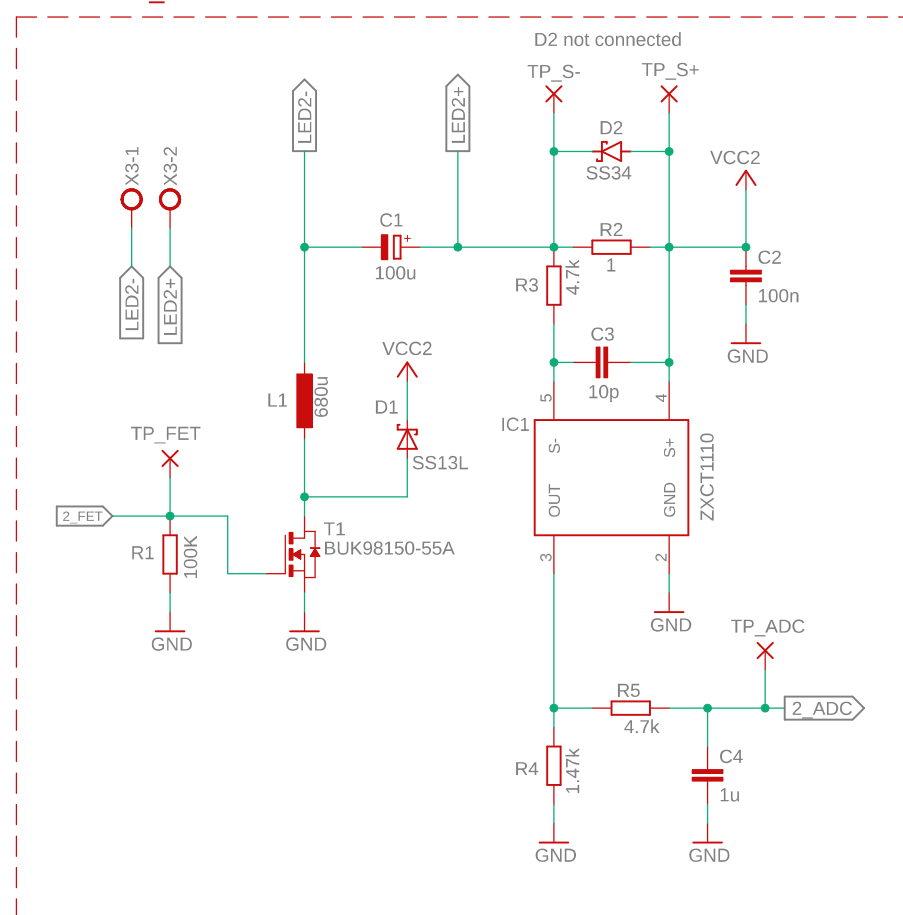 D2 not connected
TP_S-
TP_S+
LED2-
LED2+
D2
SS34
X3-1
X3-2
VCC2
C1
+
100u
R2
1
C2
100n
R3
4.7k
LED2-
LED2+
GND
C3
10p
VCC2
L1
680u
D1
SS13L
5
4
IC1
S-
S+
OUT
GND
ZXCT1110
TP_FET
2_FET
R1
100K
T1
BUK98150-55A
3
2
GND
GND
GND
TP_ADC
R5
4.7k
2_ADC
R4
1.47k
C4
1u
GND
GND